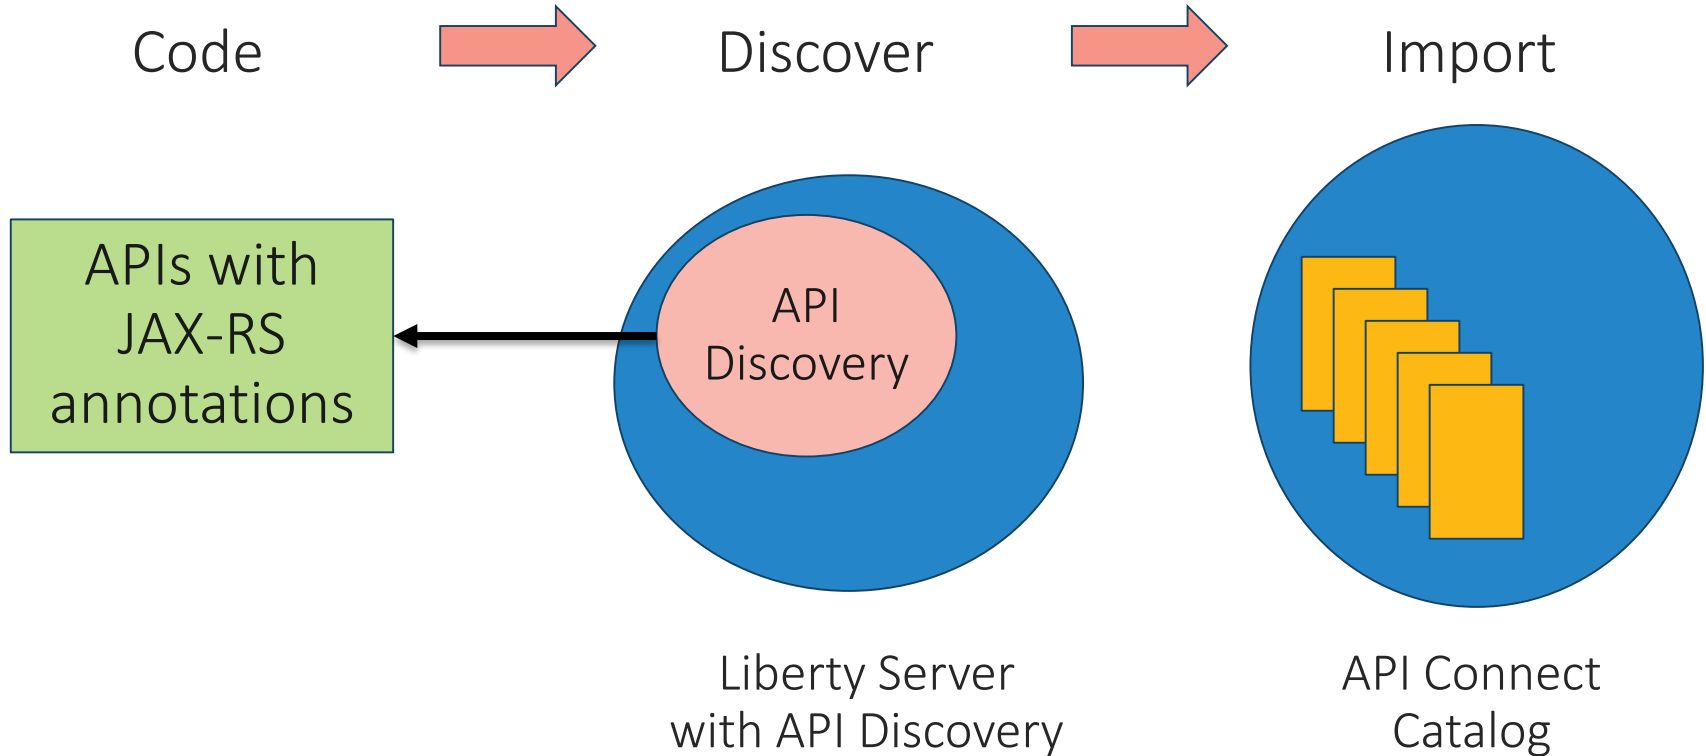 Code
Discover
Import
APIs with
JAX-RS
annotations
API
Discovery
Liberty Server
with API Discovery
API Connect
Catalog